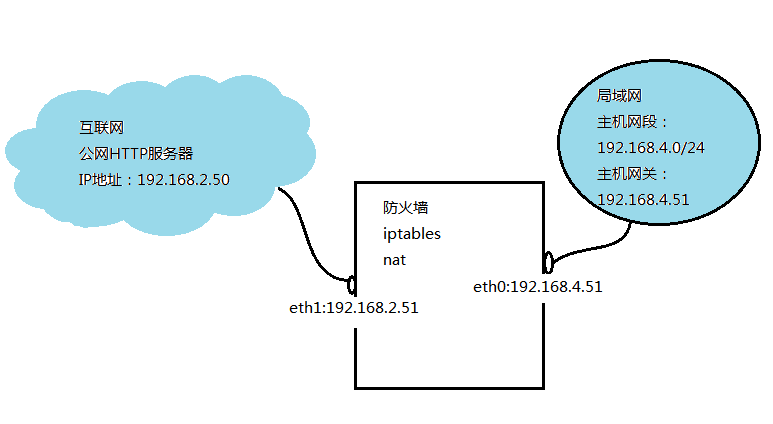 互联网
公网HTTP服务器
IP地址：192.168.2.50
防火墙
iptables
nat
eth1:192.168.2.51
eth0:192.168.4.51
局域网
主机网段：
192.168.4.0/24
主机网关：
192.168.4.51